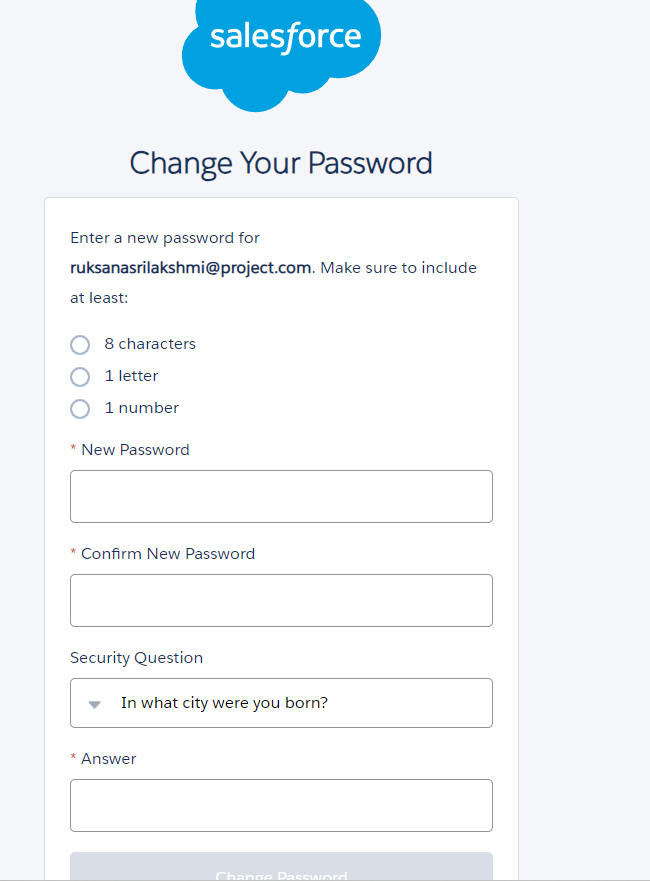 salesforce
Change Your Password
Enter a new password for
ruksanasrilakshmi@project.com. Make sure to include
at least:
8 characters
1 letter
1 number
* New Password
* Confirm New Password
Security Question
In what city were you born?
* Answer
Change Password